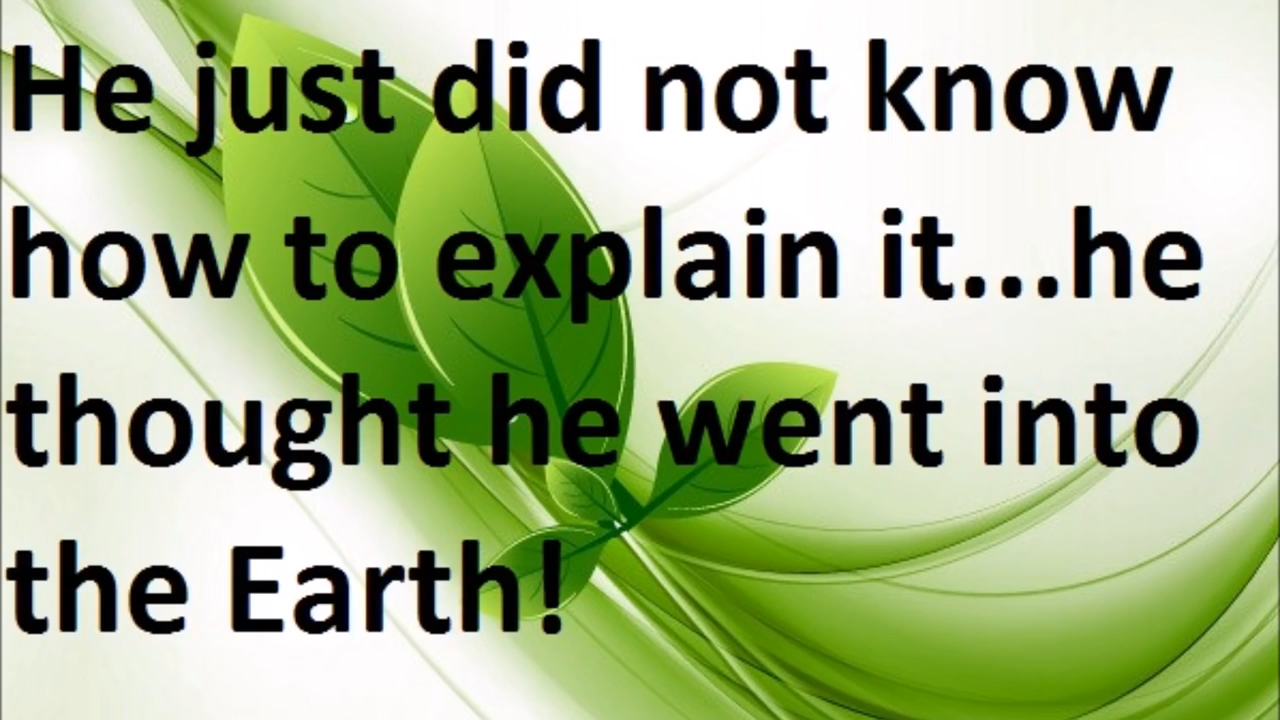 He just did not know
how to explain it...he
thought he went into
the Earth!